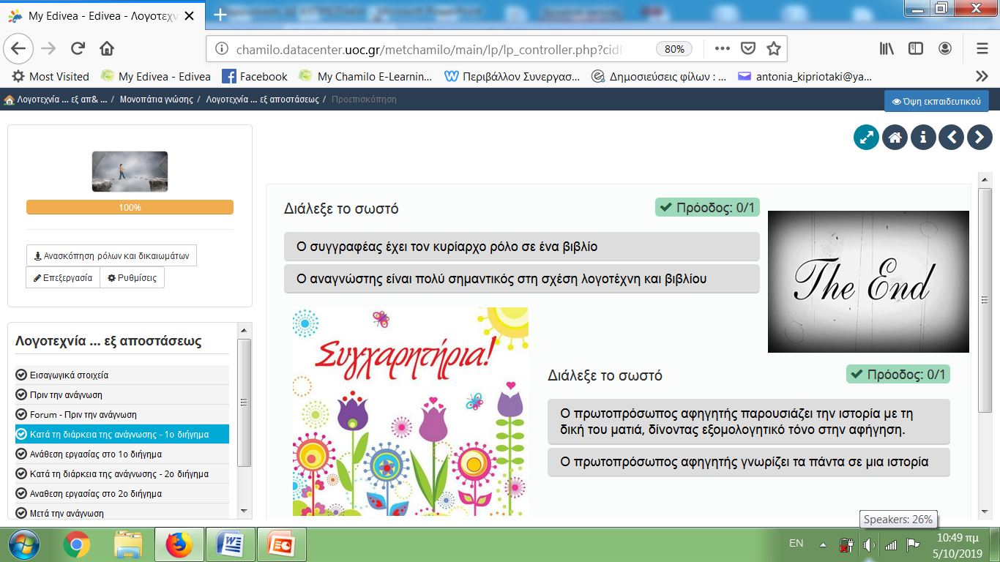 My Edivea - Edivea - Λογοτεχν
chamilo.datacenter.uoc.gr/metchamilo/main/lp/lp_controller.php?cidR
80%
Most Visited My Edivea - Edivea Facebook My Chamilo E-Learnin... Περιβάλλον Συνεργασ... Δημοσιεύσεις φίλων : ... antonia_kipriotaki@ya...
Λογοτεχνία ... εξ απ& ... / Μονοπάτια γνώσης / Λογοτεχνία ... εξ αποστάσεως / Προεπισκόπηση
Όψη εκπαιδευτικού
100%
Ανασκόπηση ρόλων και δικαιωμάτων
Επεξεργασία Ρυθμίσεις
Λογοτεχνία ... εξ αποστάσεως
Εισαγωγικά στοιχεία
Πριν την ανάγνωση
Forum - Πριν την ανάγνωση
Κατά τη διάρκεια της ανάγνωσης - 1ο διήγημα
Ανάθεση εργασίας στο 1ο διήγημα
Κατά τη διάρκεια της ανάγνωσης - 2ο διήγημα
Αναθεση εργασίας στο 2ο διήγημα
Μετά την ανάγνωση
Διάλεξε το σωστό
Πρόοδος: 0/1
Ο συγγραφέας έχει τον κυρίαρχο ρόλο σε ένα βιβλίο
Ο αναγνώστης είναι πολύ σημαντικός στη σχέση λογοτέχνη και βιβλίου
The End
Συγχαρητήρια!
Διάλεξε το σωστό
Πρόοδος: 0/1
Ο πρωτοπρόσωπος αφηγητής παρουσιάζει την ιστορία με τη
δική του ματιά, δίνοντας εξομολογητικό τόνο στην αφήγηση.
Ο πρωτοπρόσωπος αφηγητής γνωρίζει τα πάντα σε μια ιστορία
Speakers: 26%
EN
10:49 πμ
5/10/2019